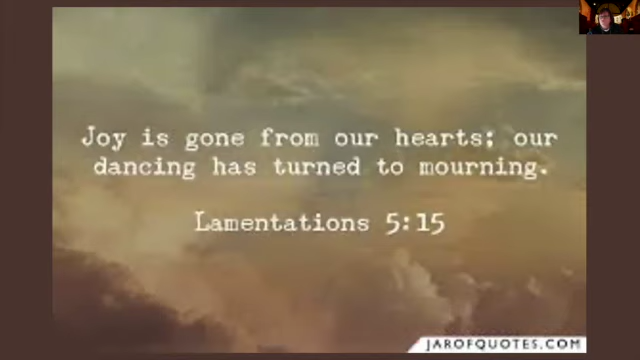 Joy is gone from our hearts; our
dancing has turned to mourning.
Lamentations 5:15
JAROFQUOTES.COM